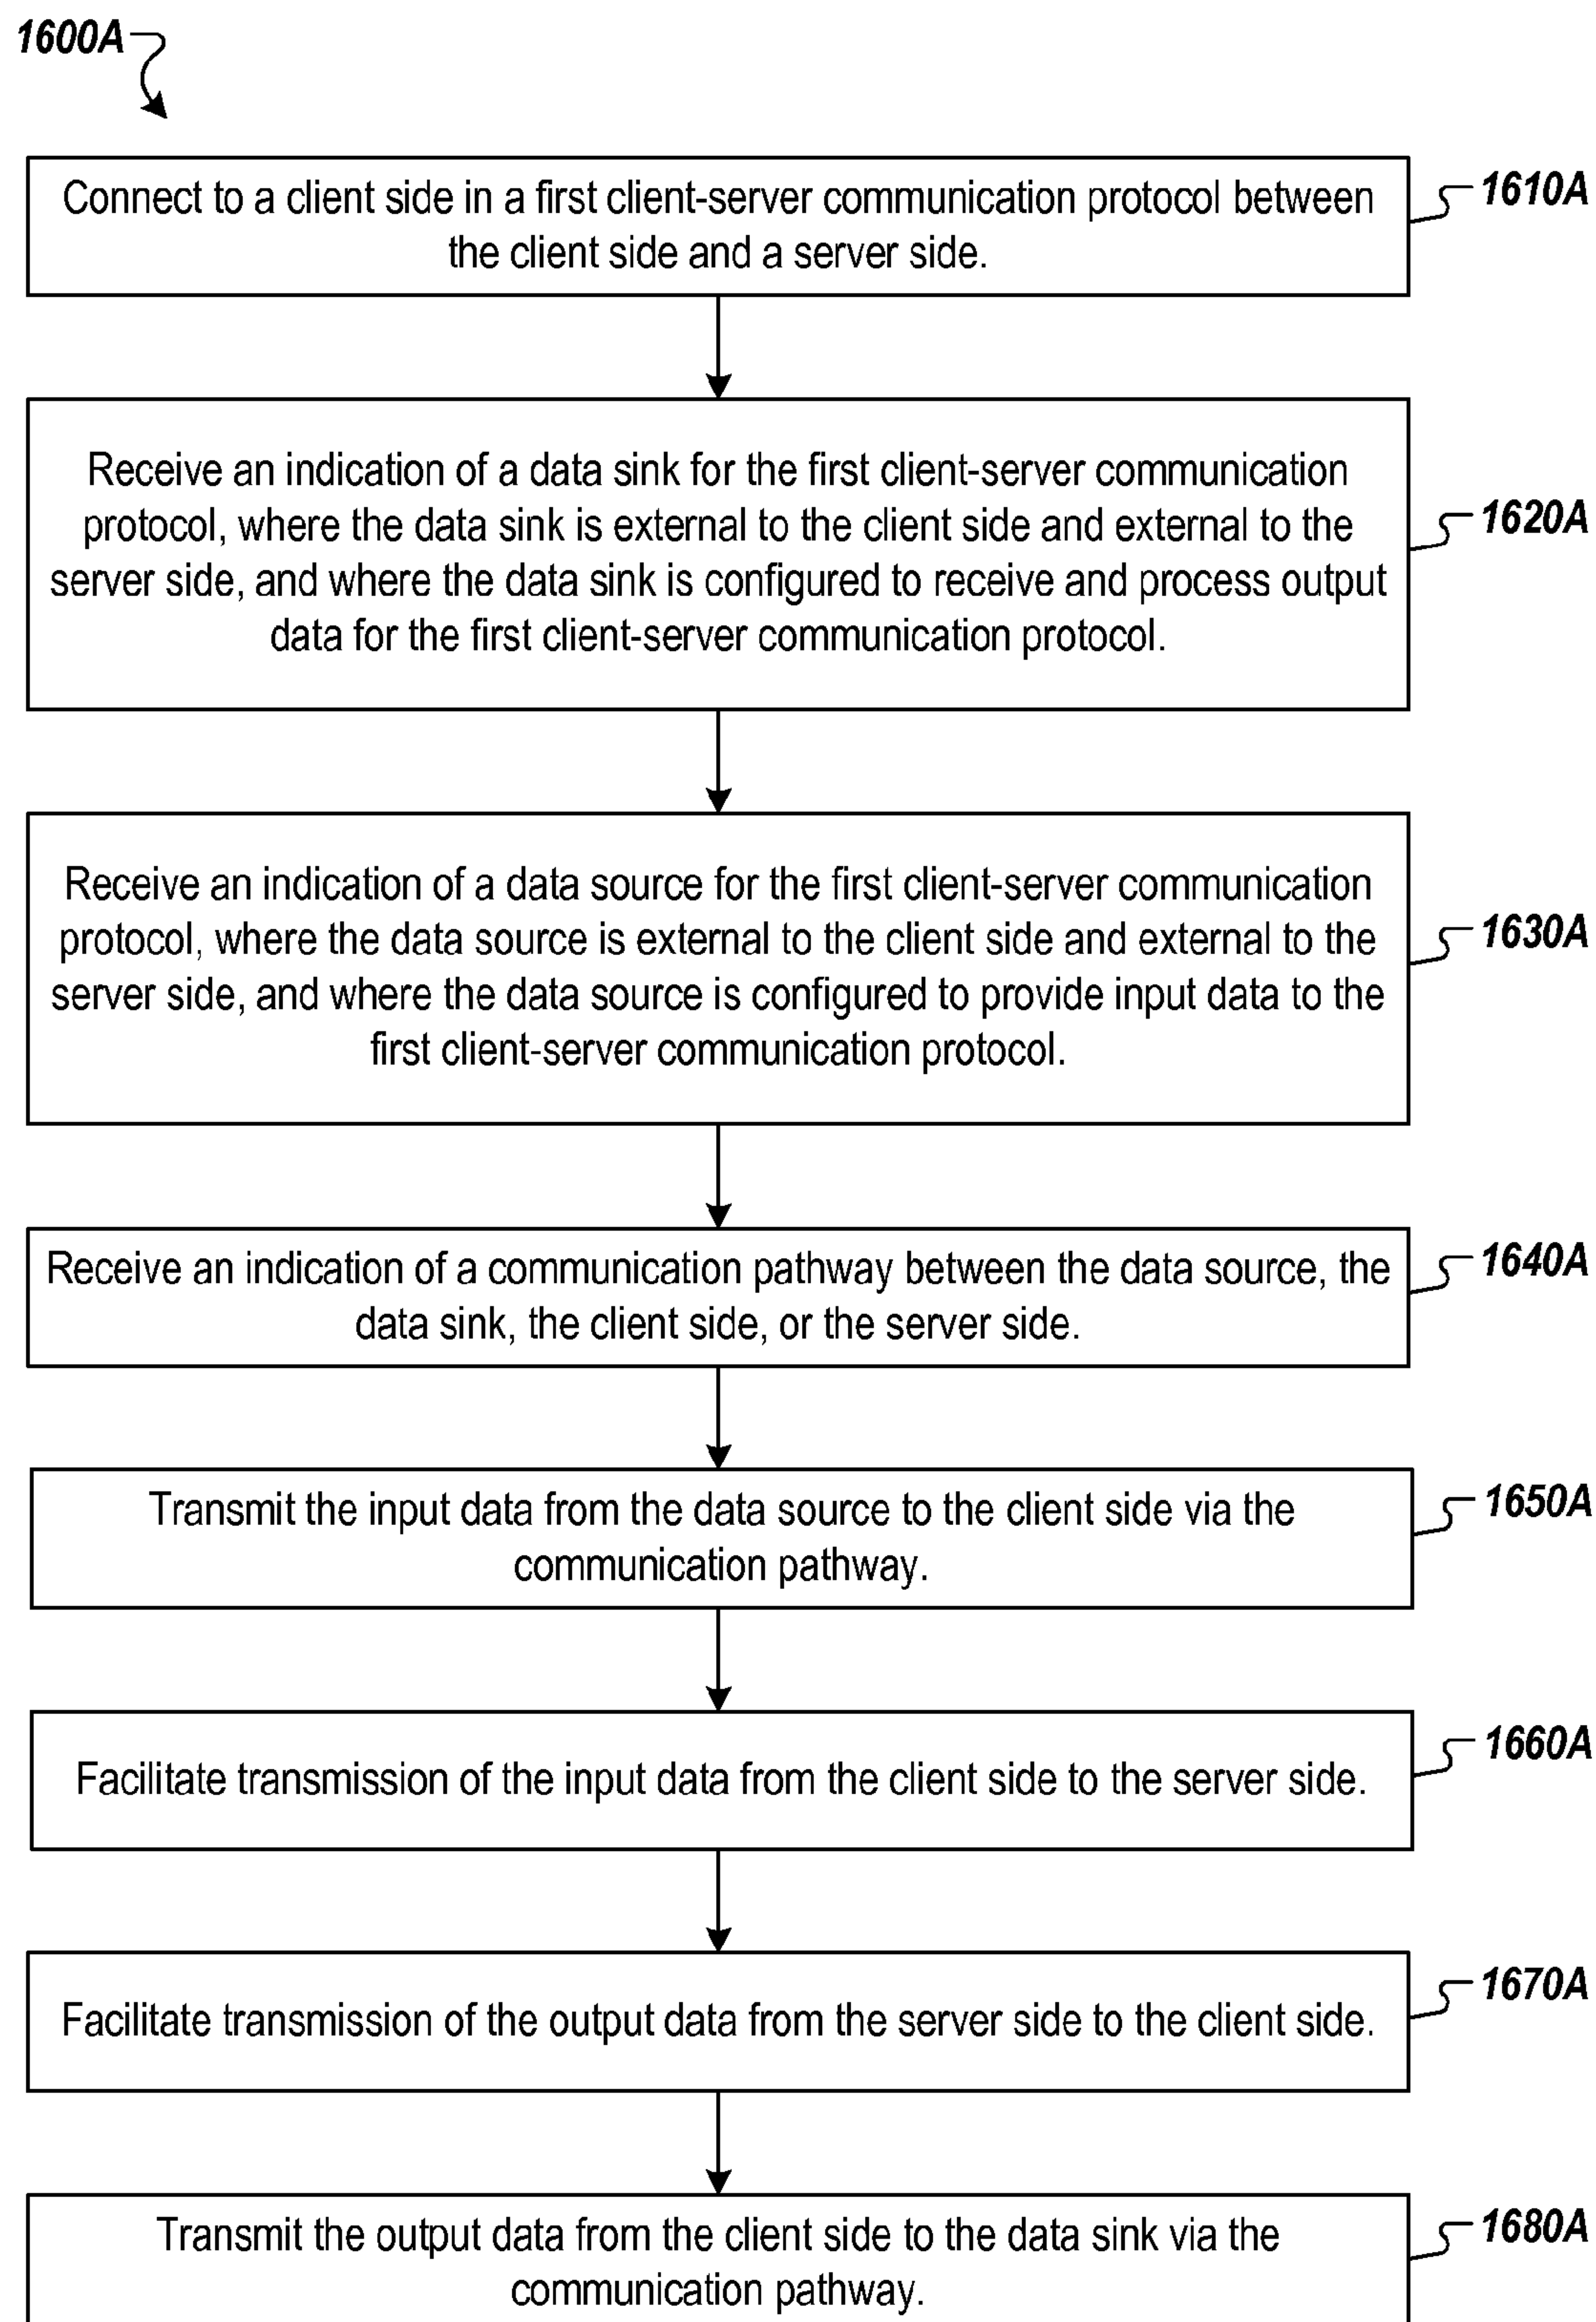 1600A
Connect to a client side in a first client-server communication protocol between
the client side and a server side.
1610A
Receive an indication of a data sink for the first client-server communication
protocol, where the data sink is external to the client side and external to the
server side, and where the data sink is configured to receive and process output
data for the first client-server communication protocol.
1620A
Receive an indication of a data source for the first client-server communication
protocol, where the data source is external to the client side and external to the
server side, and where the data source is configured to provide input data to the
first client-server communication protocol.
1630A
Receive an indication of a communication pathway between the data source, the
data sink, the client side, or the server side.
1640A
Transmit the input data from the data source to the client side via the
communication pathway.
1650A
Facilitate transmission of the input data from the client side to the server side.
1660A
Facilitate transmission of the output data from the server side to the client side.
1670A
Transmit the output data from the client side to the data sink via the
communication pathway.
1680A